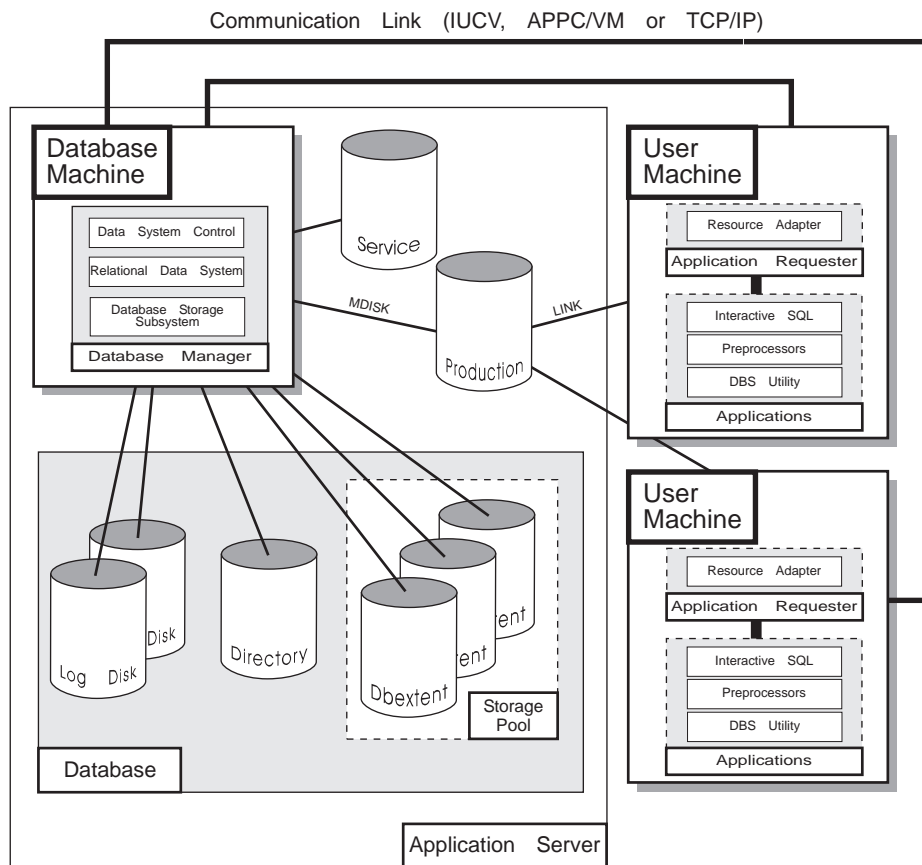 Communication Link (IUCV, APPC/VM or TCP/IP)
Database
Machine
Data System Control
Relational Data System
Database Storage
Subsystem
Database Manager
Service
MDISK
Production
LINK
User
Machine
Resource Adapter
Application Requester
Interactive SQL
Preprocessors
DBS Utility
Applications
User
Machine
Resource Adapter
Application Requester
Interactive SQL
Preprocessors
DBS Utility
Applications
Log Disk
Disk
Directory
Dbextent
tent
tent
Storage
Pool
Database
Application Server